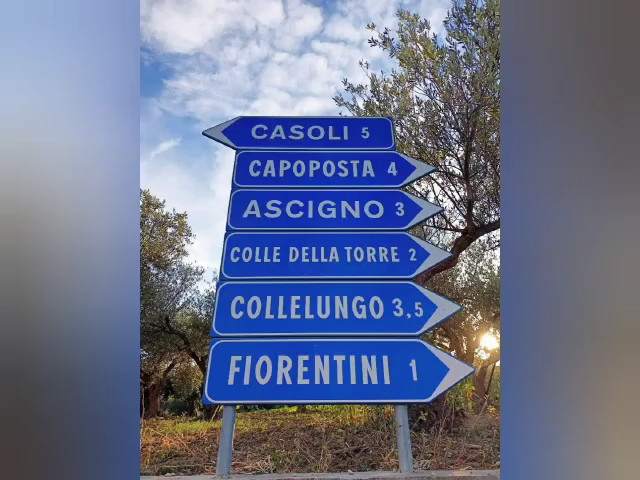 CASOLI 5
CAPOPOSTA 4
ASCIGNO 3
COLLE DELLA TORRE 2
COLLELUNGO 3,5
FIORENTINI 1